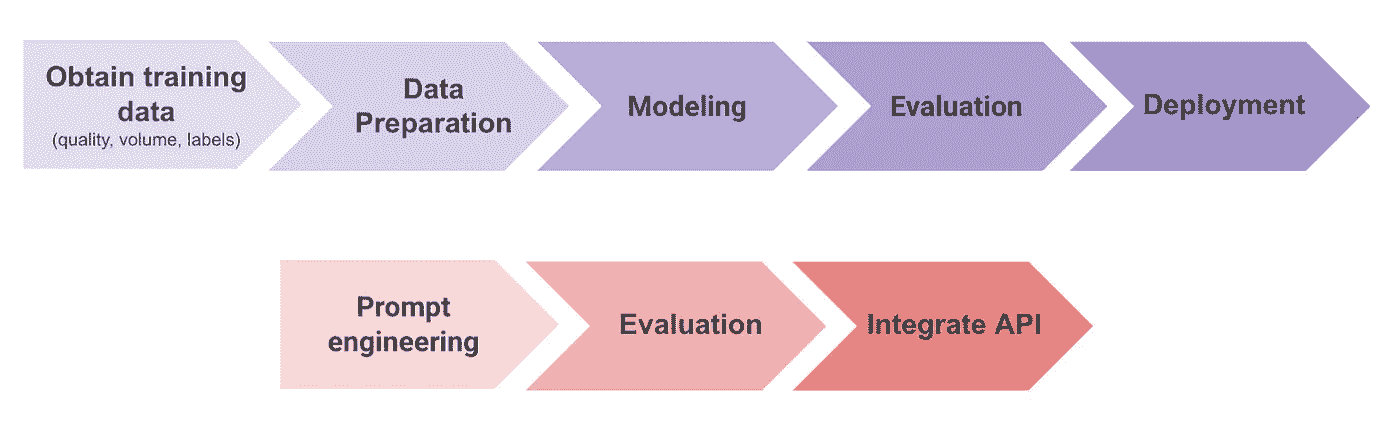 Obtain training
data
(quality, volume, labels)
Data
Preparation
Modeling
Evaluation
Deployment
Prompt
engineering
Evaluation
Integrate API